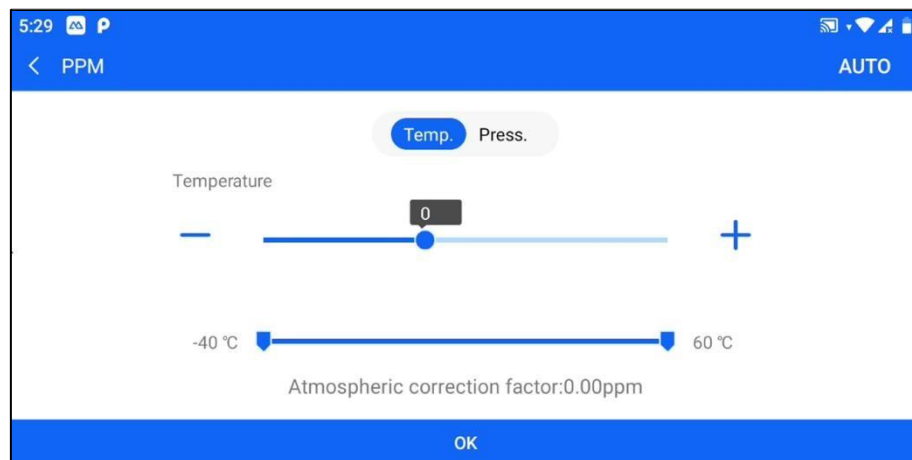 5:29
PPM AUTO
Temp. Press.
Temperature
0
-40 ℃ 60 ℃
Atmospheric correction factor:0.00ppm
OK